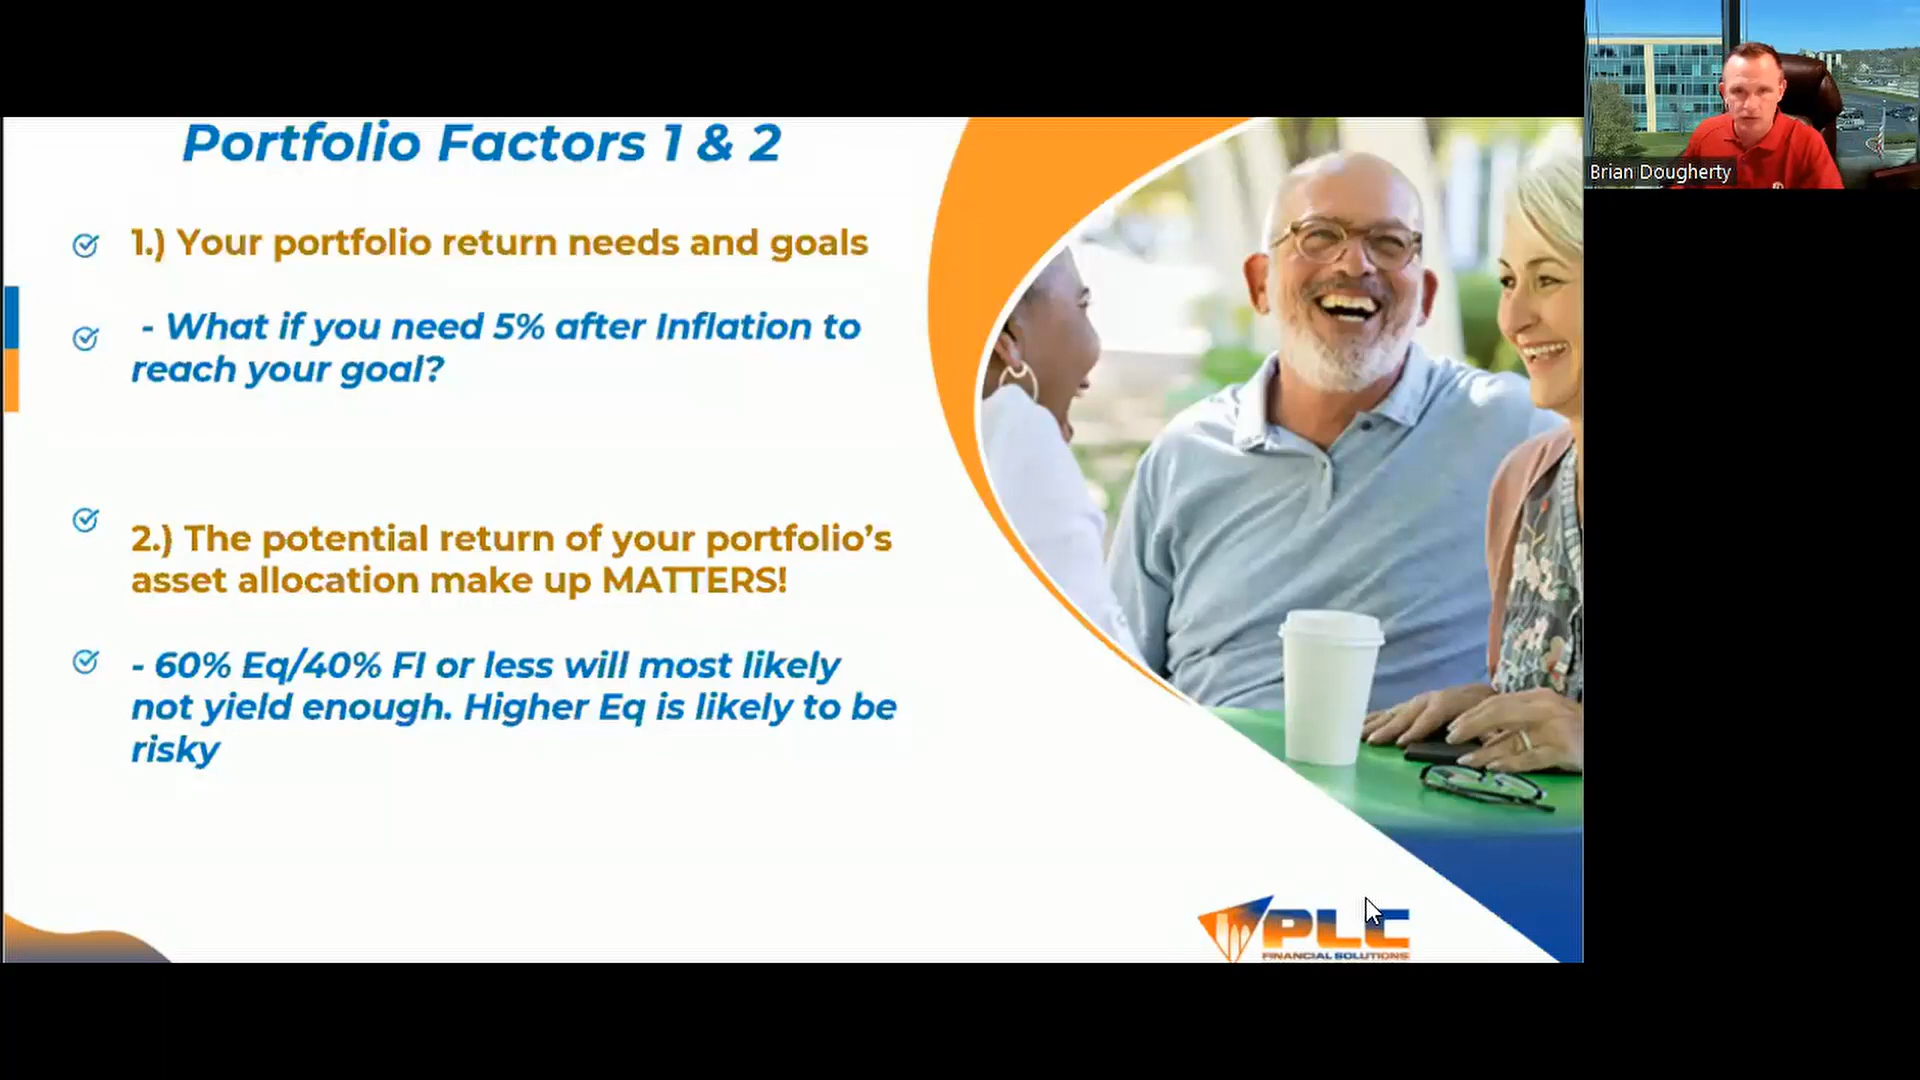 Portfolio Factors 1 & 2
1.) Your portfolio return needs and goals
- What if you need 5% after Inflation to
reach your goal?
2.) The potential return of your portfolio’s
asset allocation make up MATTERS!
- 60% Eq/40% FI or less will most likely
not yield enough. Higher Eq is likely to be
risky
PLC
FINANCIAL SOLUTIONS
Brian Dougherty